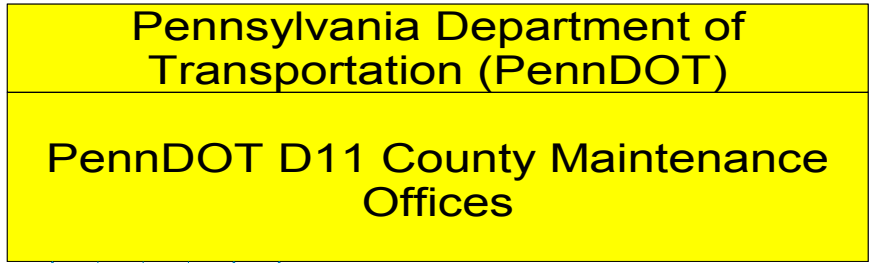 Pennsylvania Department of
Transportation (PennDOT)
PennDOT D11 County Maintenance
Offices